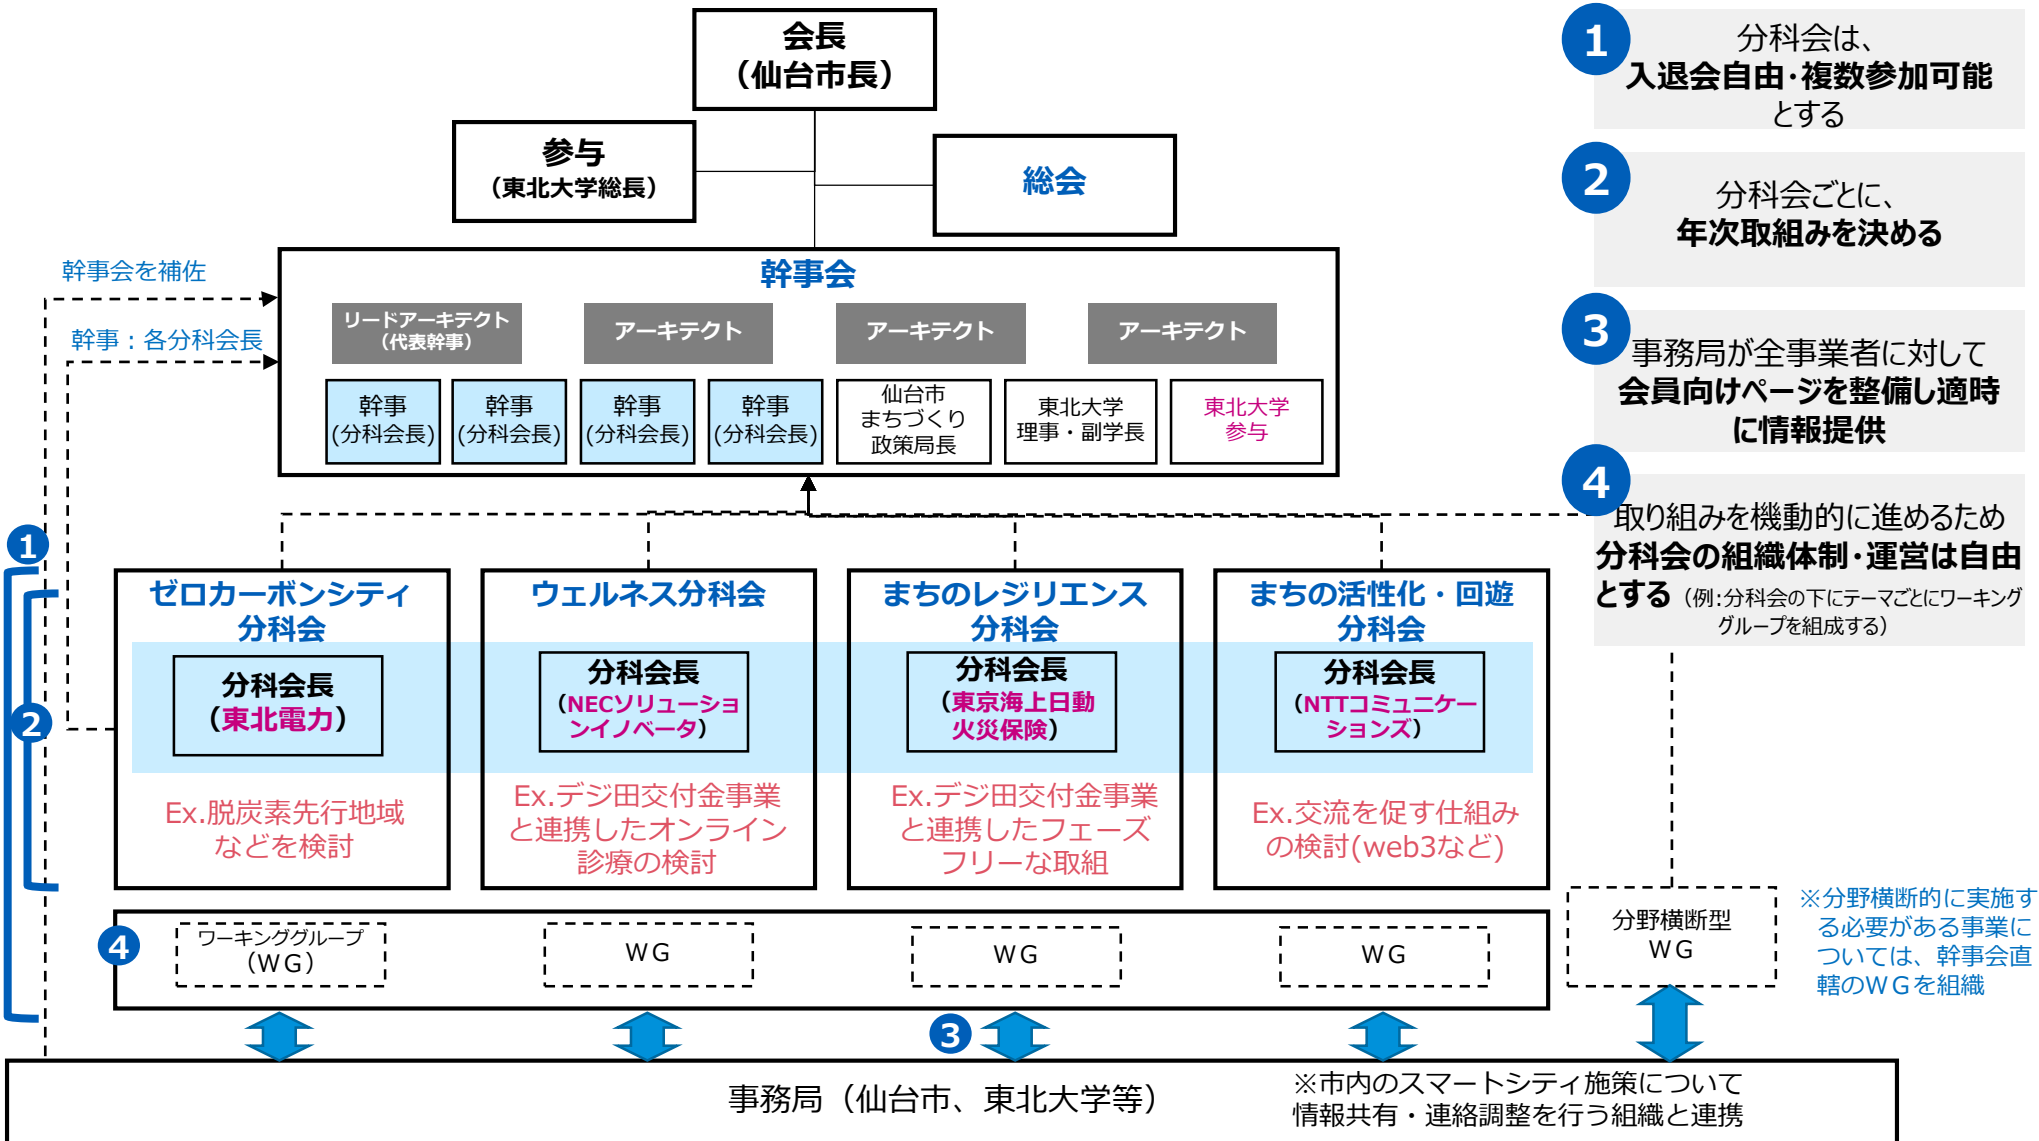 会長
（仙台市長）
参与
（東北大学総長）
総会
幹事会を補佐
幹事：各分科会長
幹事会
リードアーキテクト
（代表幹事）
アーキテクト
アーキテクト
アーキテクト
幹事
(分科会長)
幹事
(分科会長)
幹事
(分科会長)
幹事
(分科会長)
仙台市
まちづくり
政策局長
東北大学
理事・副学長
東北大学
参与
1
2
ゼロカーボンシティ
分科会
分科会長
（東北電力）
Ex.脱炭素先行地域
などを検討
ウェルネス分科会
分科会長
（NECソリューショ
ンイノベータ）
Ex.デジ田交付金事業
と連携したオンライン
診療の検討
まちのレジリエンス
分科会
分科会長
（東京海上日動
火災保険）
Ex.デジ田交付金事業
と連携したフェーズ
フリーな取組
まちの活性化・回遊
分科会
分科会長
（NTTコミュニケー
ションズ）
Ex.交流を促す仕組み
の検討(web3など)
4
ワーキンググループ
（ＷＧ）
ＷＧ
ＷＧ
ＷＧ
分野横断型
ＷＧ
※分野横断的に実施す
る必要がある事業に
ついては、幹事会直
轄のＷＧを組織
3
事務局（仙台市、東北大学等）
※市内のスマートシティ施策について
情報共有・連絡調整を行う組織と連携
1
分科会は、
入退会自由・複数参加可能
とする
2
分科会ごとに、
年次取組みを決める
3
事務局が全事業者に対して
会員向けページを整備し適時
に情報提供
4
取り組みを機動的に進めるため
分科会の組織体制・運営は自由
とする（例:分科会の下にテーマごとにワーキング
グループを組成する）